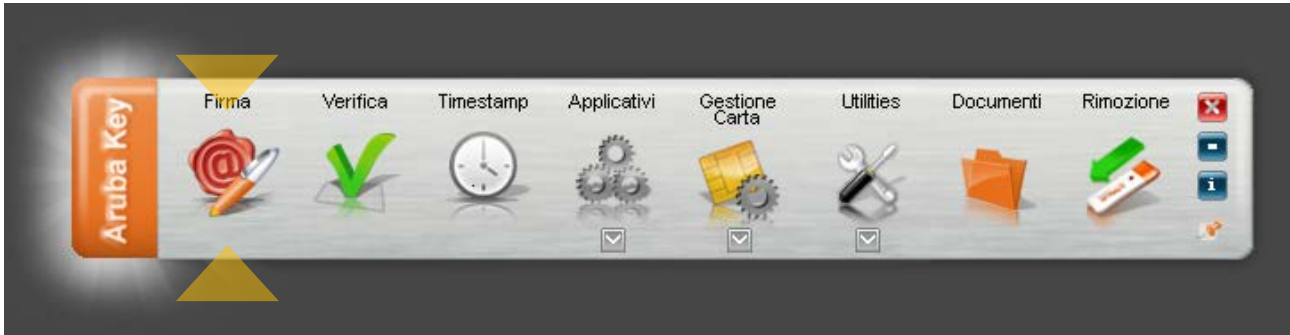 Aruba Key
Firma
Verifica
Timestamp
Applicativi
Gestione
Carta
Utilities
Documenti
Rimozione